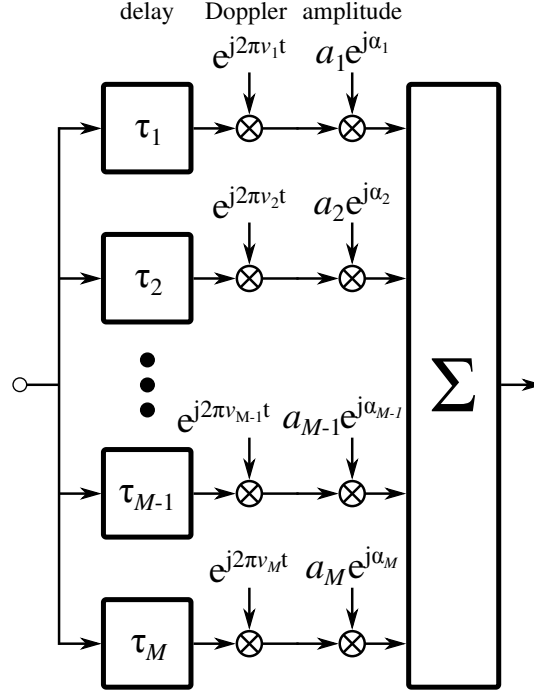 delay Doppler amplitude
e^{j2πν_1t} a_1e^{jα_1}
τ_1
e^{j2πν_2t} a_2e^{jα_2}
τ_2
Σ
e^{j2πν_{M-1}t} a_{M-1}e^{jα_{M-1}}
τ_{M-1}
e^{j2πν_Mt} a_Me^{jα_M}
τ_M